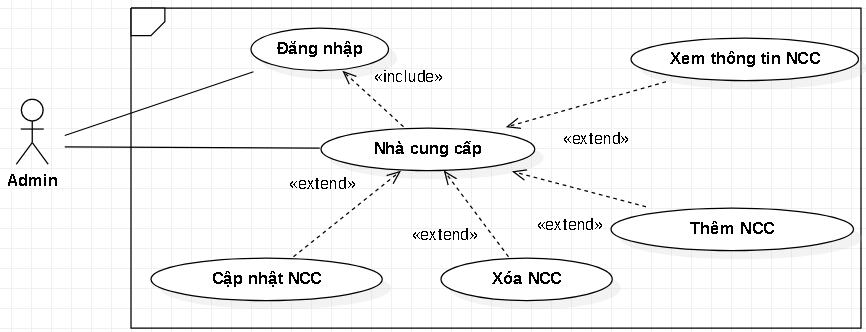 Đăng nhập
Xem thông tin NCC
«include»
«extend»
Nhà cung cấp
Admin
«extend»
«extend»
«extend»
Thêm NCC
Cập nhật NCC
Xóa NCC